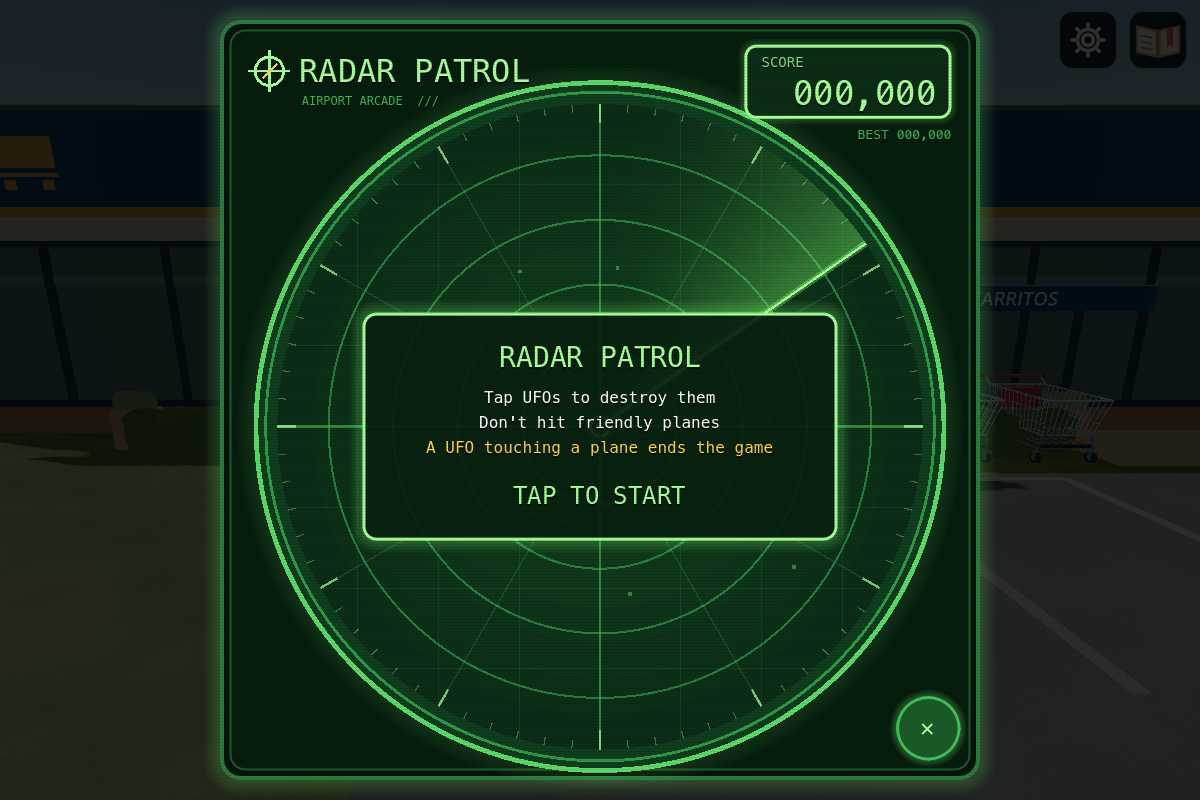 RADAR PATROL
AIRPORT ARCADE ///
SCORE
000,000
BEST 000,000
ARRITOS
RADAR PATROL
Tap UFOs to destroy them
Don't hit friendly planes
A UFO touching a plane ends the game
TAP TO START
×